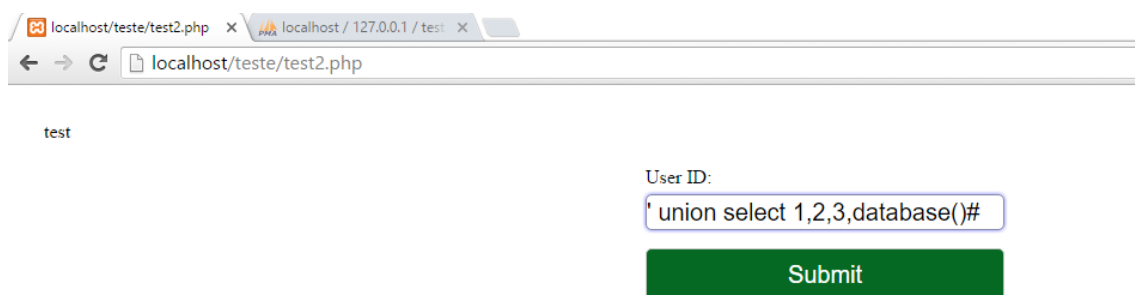 localhost/teste/test2.php
localhost / 127.0.0.1 / test
localhost/teste/test2.php
test
User ID:
' union select 1,2,3,database()#
Submit